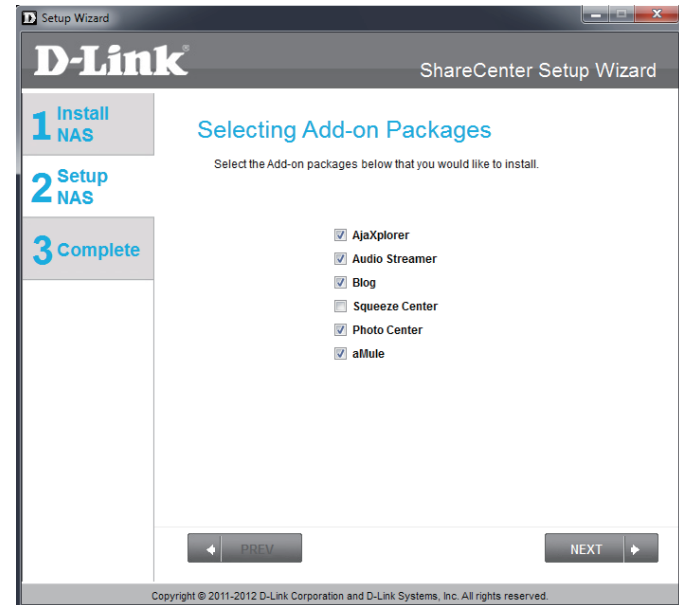 Setup Wizard
D-Link®
ShareCenter Setup Wizard
1 Install NAS
2 Setup NAS
3 Complete
Selecting Add-on Packages
Select the Add-on packages below that you would like to install.
AjaXplorer
Audio Streamer
Blog
Squeeze Center
Photo Center
aMule
PREV
NEXT
Copyright © 2011-2012 D-Link Corporation and D-Link Systems, Inc. All rights reserved.